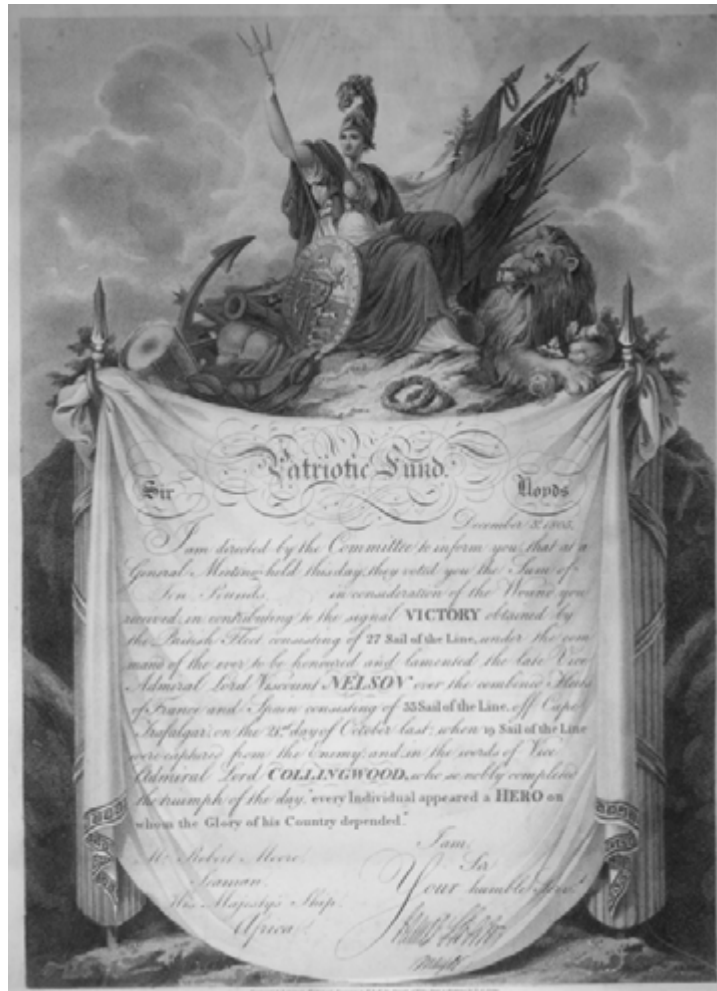 Patriotic Fund.
Sir Lloyds
December 3, 1805.
I am directed by the Committee to inform you, that at a
General Meeting held this day, they voted you the Sum of
Ten Pounds in consideration of the Wound you
received in contributing to the signal VICTORY obtained by
the British Fleet consisting of 27 Sail of the Line, under the com
mand of the ever to be honoured and lamented the late Vice
Admiral Lord Viscount NELSON over the combined Fleets
of France and Spain consisting of 33 Sail of the Line, off Cape
Trafalgar on the 21st day of October last; when 19 Sail of the Line
were captured from the Enemy; and in the words of Vice
Admiral Lord COLLINGWOOD, who so nobly completed
the triumph of the day, "every Individual appeared a HERO on
whom the Glory of his Country depended."
I am
Mr. Robert Moore Sir
Seaman Your humble Serv.t
His Majesty's Ship
Africa